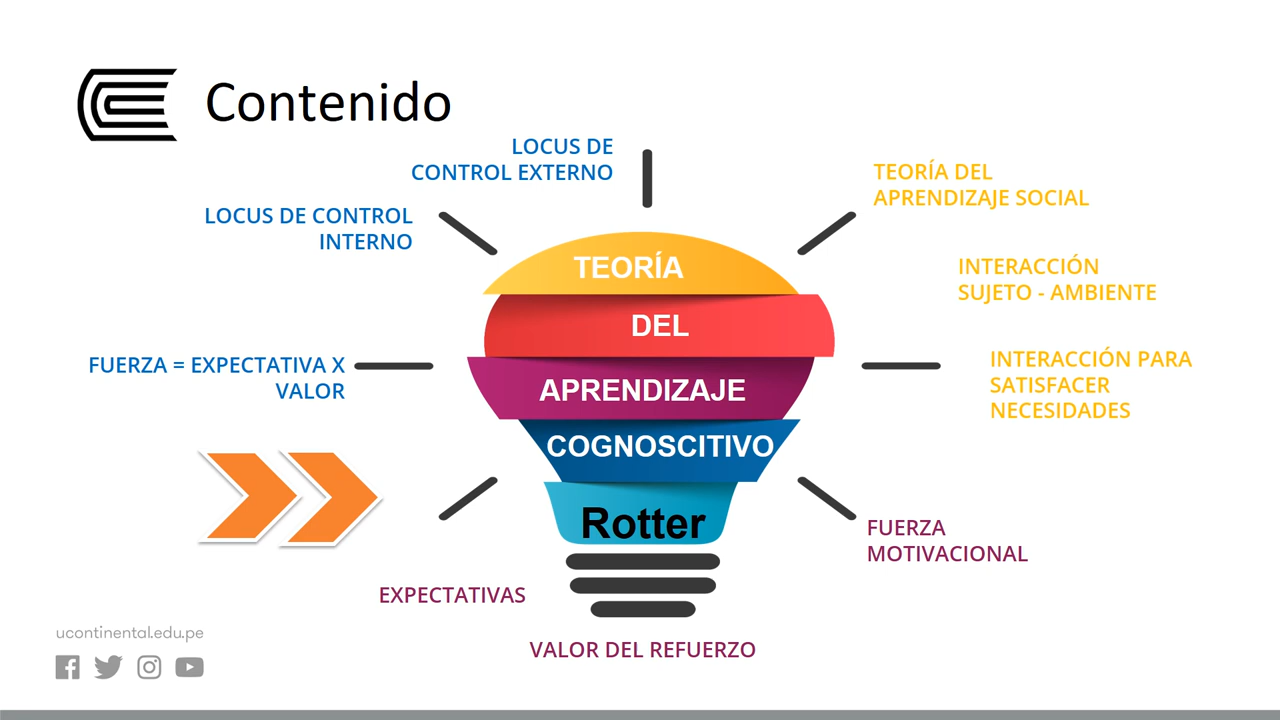 Contenido
LOCUS DE
CONTROL EXTERNO
LOCUS DE CONTROL
INTERNO
FUERZA = EXPECTATIVA X
VALOR
TEORÍA
DEL
APRENDIZAJE
COGNOSCITIVO
Rotter
TEORÍA DEL
APRENDIZAJE SOCIAL
INTERACCIÓN
SUJETO - AMBIENTE
INTERACCIÓN PARA
SATISFACER
NECESIDADES
FUERZA
MOTIVACIONAL
EXPECTATIVAS
VALOR DEL REFUERZO
ucontinental.edu.pe